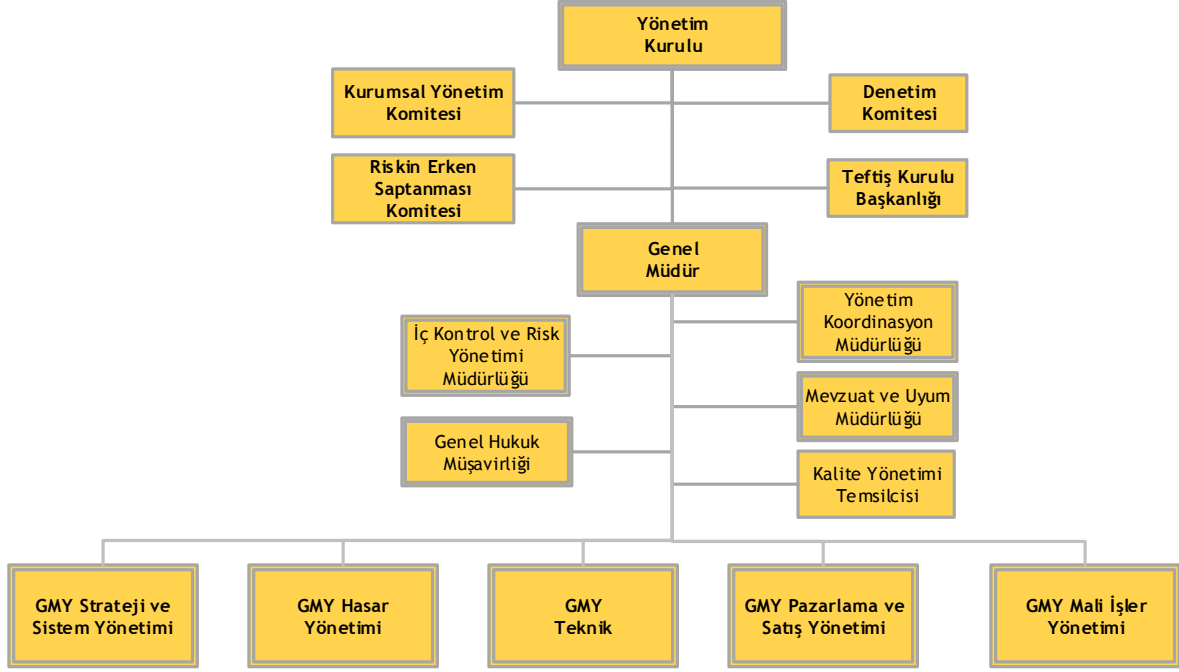 Yönetim
Kurulu
Kurumsal Yönetim
Komitesi
Denetim
Komitesi
Riskin Erken
Saptanması
Komitesi
Teftiş Kurulu
Başkanlığı
Genel
Müdür
Yönetim
Koordinasyon
Müdürlüğü
İç Kontrol ve Risk
Yönetimi
Müdürlüğü
Mevzuat ve Uyum
Müdürlüğü
Genel Hukuk
Müşavirliği
Kalite Yönetimi
Temsilcisi
GMY Strateji ve
Sistem Yönetimi
GMY Hasar
Yönetimi
GMY
Teknik
GMY Pazarlama ve
Satış Yönetimi
GMY Mali İşler
Yönetimi